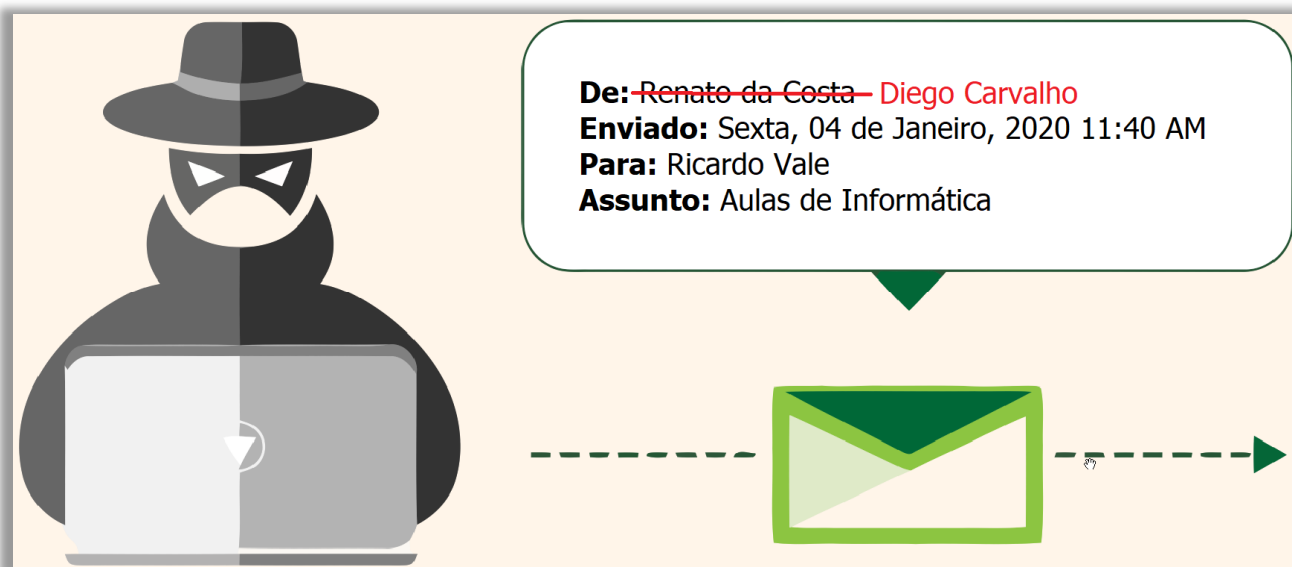 De: Renato da Costa Diego Carvalho
Enviado: Sexta, 04 de Janeiro, 2020 11:40 AM
Para: Ricardo Vale
Assunto: Aulas de Informática